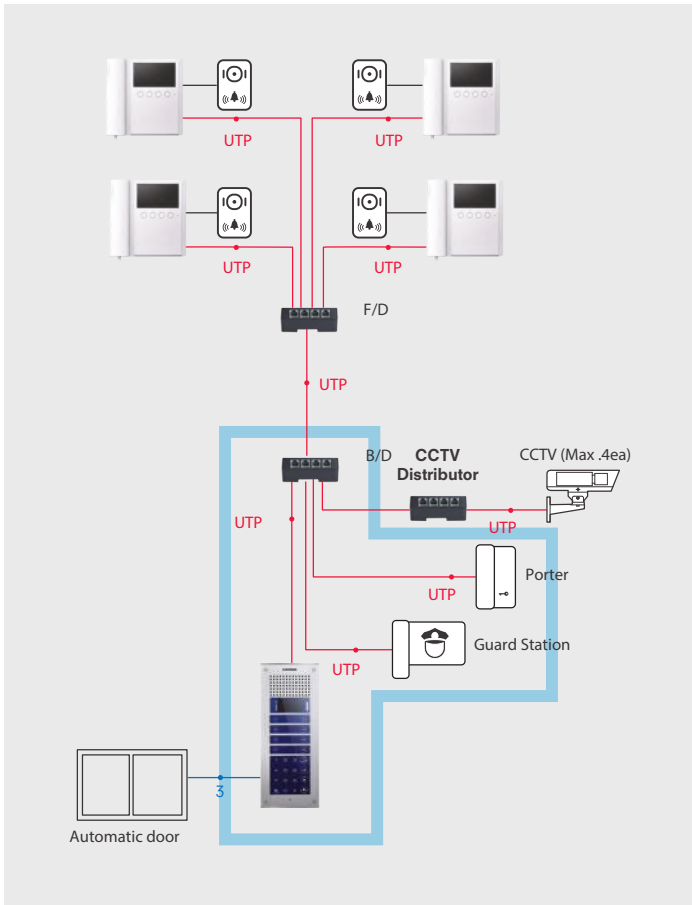 UTP
UTP
UTP
UTP
F/D
UTP
B/D
CCTV
Distributor
CCTV (Max .4ea)
UTP
UTP
Porter
UTP
Guard Station
UTP
3
Automatic door